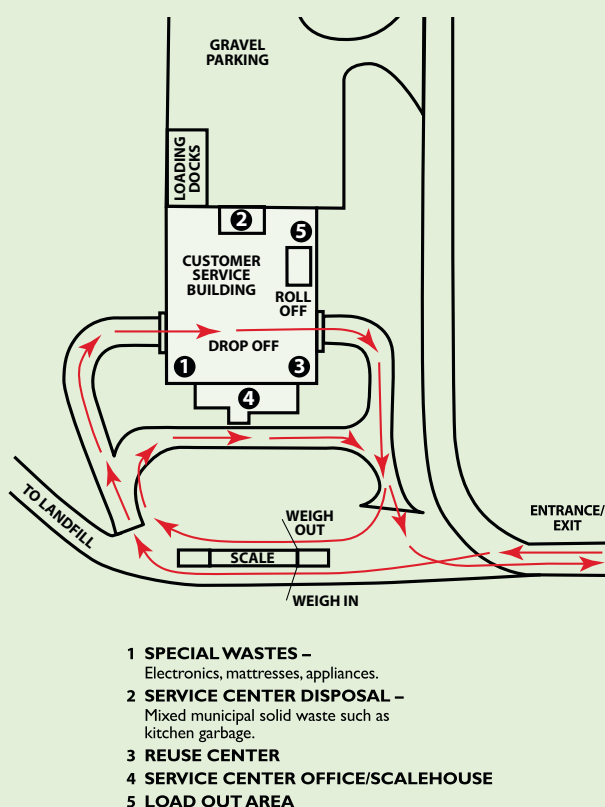 GRAVEL
PARKING
LOADING
DOCKS
2
5
CUSTOMER
SERVICE
BUILDING
ROLL
OFF
DROP OFF
1
3
4
TO LANDFILL
WEIGH
OUT
ENTRANCE/
EXIT
SCALE
WEIGH IN
1 SPECIAL WASTES –
Electronics, mattresses, appliances.
2 SERVICE CENTER DISPOSAL –
Mixed municipal solid waste such as
kitchen garbage.
3 REUSE CENTER
4 SERVICE CENTER OFFICE/SCALEHOUSE
5 LOAD OUT AREA